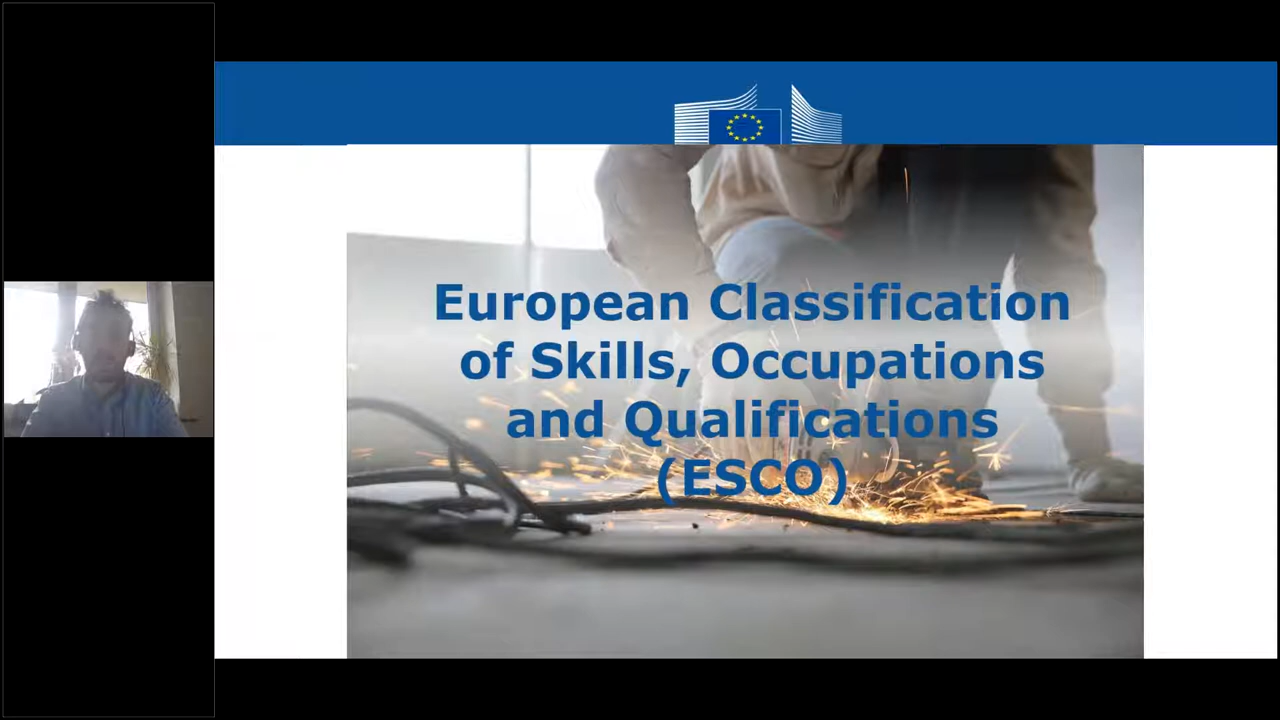 European Classification
of Skills, Occupations
and Qualifications
(ESCO)